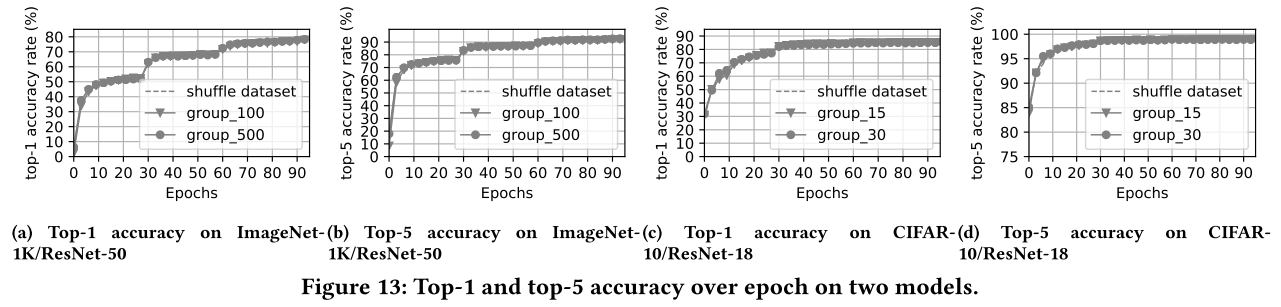 top-1 accuracy rate (%)
80
70
60
50
40
30
20
10
0
0 10 20 30 40 50 60 70 80 90
Epochs
shuffle dataset
group_100
group_500
top-5 accuracy rate (%)
90
80
70
60
50
40
30
20
10
0
0 10 20 30 40 50 60 70 80 90
Epochs
shuffle dataset
group_100
group_500
top-1 accuracy rate (%)
90
80
70
60
50
40
30
20
10
0
0 10 20 30 40 50 60 70 80 90
Epochs
shuffle dataset
group_15
group_30
top-5 accuracy rate (%)
100
95
90
85
80
75
0 10 20 30 40 50 60 70 80 90
Epochs
shuffle dataset
group_15
group_30
(a) Top-1 accuracy on ImageNet-
1K/ResNet-50
(b) Top-5 accuracy on ImageNet-
1K/ResNet-50
(c) Top-1 accuracy on CIFAR-
10/ResNet-18
(d) Top-5 accuracy on CIFAR-
10/ResNet-18
Figure 13: Top-1 and top-5 accuracy over epoch on two models.